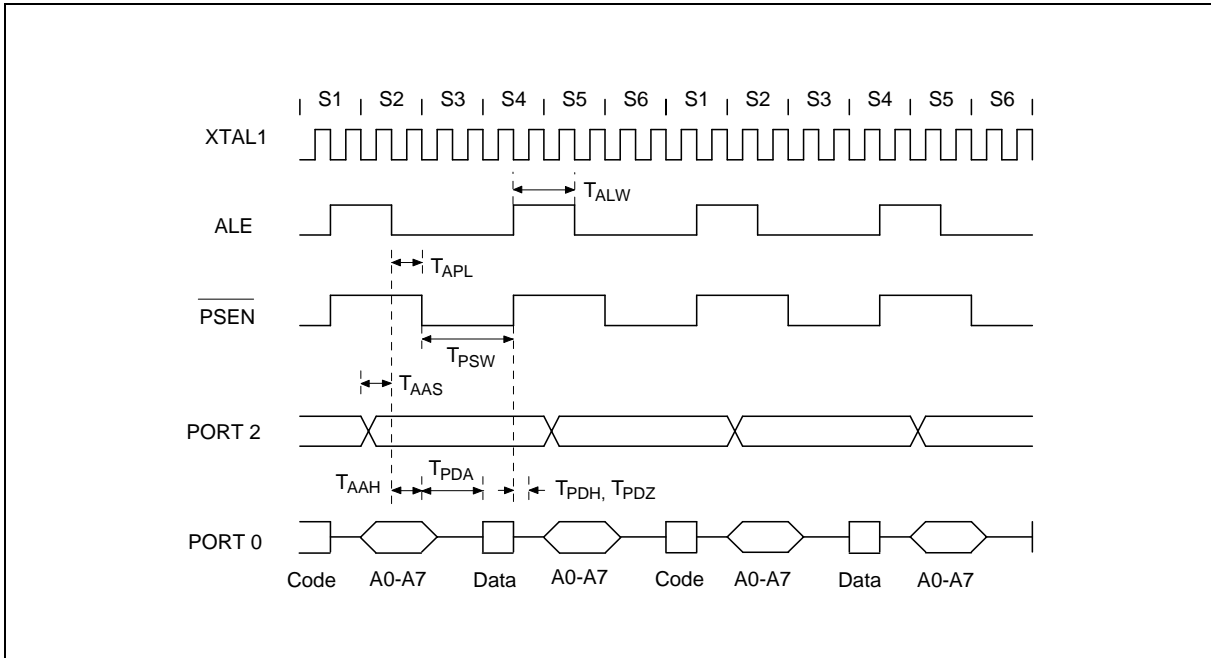 S1 S2 S3 S4 S5 S6 S1 S2 S3 S4 S5 S6
XTAL1
TALW
ALE
TAPL
PSEN
TPSW
TAAS
PORT 2
TAAH TPDA TPDH, TPDZ
PORT 0
Code A0-A7 Data A0-A7 Code A0-A7 Data A0-A7